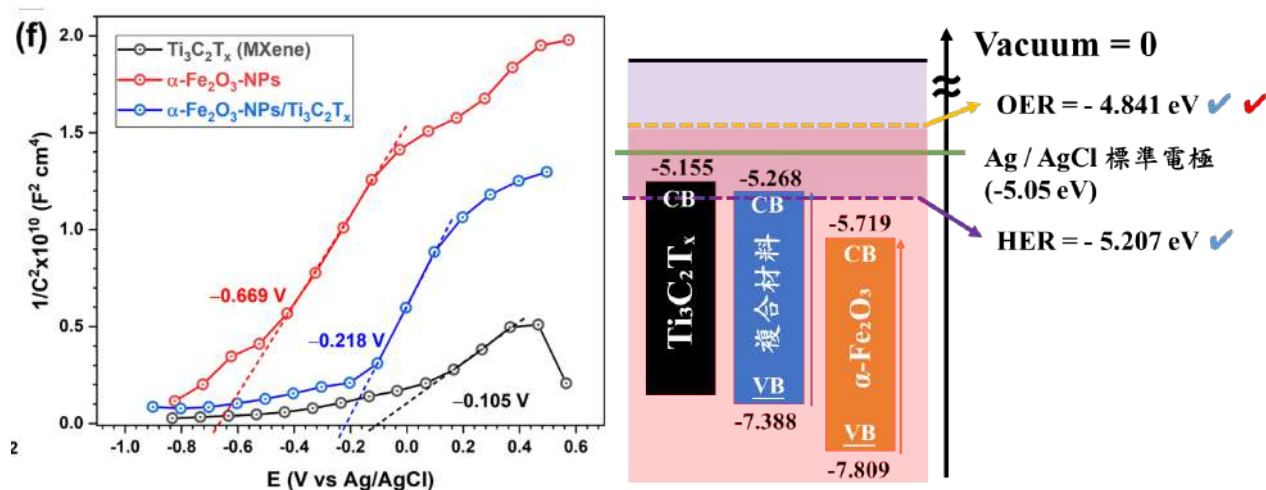 (f)
Ti₃C₂Tₓ (MXene)
α-Fe₂O₃-NPs
α-Fe₂O₃-NPs/Ti₃C₂Tₓ
1/C²x10¹⁰ (F² cm⁴)
2.0
1.5
1.0
0.5
0.0
−0.669 V
−0.218 V
−0.105 V
-1.0 -0.8 -0.6 -0.4 -0.2 0.0 0.2 0.4 0.6
E (V vs Ag/AgCl)
2
Vacuum = 0
OER = - 4.841 eV ✔ ✔
Ag / AgCl 標準電極
(-5.05 eV)
HER = - 5.207 eV ✔
-5.155
CB
Ti₃C₂Tₓ
-5.268
CB
複合材料
VB
-7.388
-5.719
CB
α-Fe₂O₃
VB
-7.809